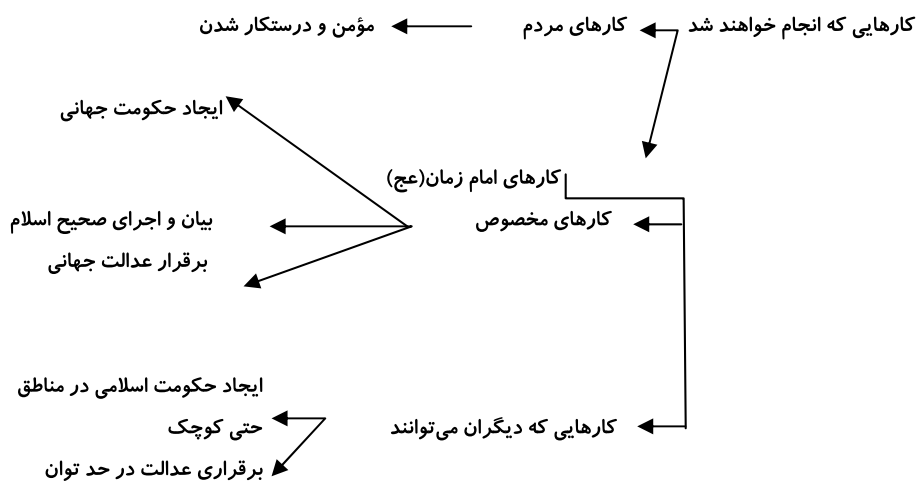 کارهایی که انجام خواهند شد
کارهای مردم
مؤمن و درستکار شدن
ایجاد حکومت جهانی
کارهای امام زمان(عج)
کارهای مخصوص
بیان و اجرای صحیح اسلام
برقرار عدالت جهانی
ایجاد حکومت اسلامی در مناطق
حتی کوچک
کارهایی که دیگران می‌توانند
برقراری عدالت در حد توان